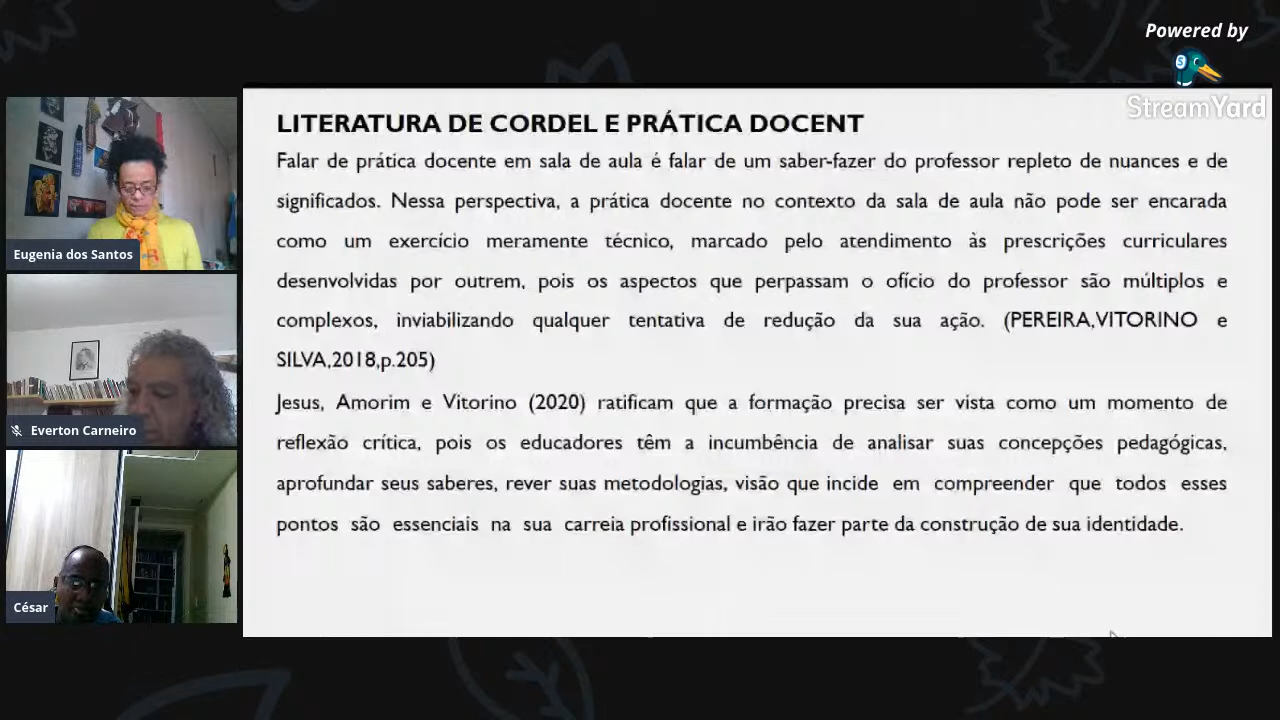 Powered by
StreamYard
LITERATURA DE CORDEL E PRÁTICA DOCENT
Falar de prática docente em sala de aula é falar de um saber-fazer do professor repleto de nuances e de
significados. Nessa perspectiva, a prática docente no contexto da sala de aula não pode ser encarada
como um exercício meramente técnico, marcado pelo atendimento às prescrições curriculares
desenvolvidas por outrem, pois os aspectos que perpassam o ofício do professor são múltiplos e
complexos, inviabilizando qualquer tentativa de redução da sua ação. (PEREIRA,VITORINO e
SILVA,2018,p.205)
Jesus, Amorim e Vitorino (2020) ratificam que a formação precisa ser vista como um momento de
reflexão crítica, pois os educadores têm a incumbência de analisar suas concepções pedagógicas,
aprofundar seus saberes, rever suas metodologias, visão que incide em compreender que todos esses
pontos são essenciais na sua carreia profissional e irão fazer parte da construção de sua identidade.
Eugenia dos Santos
Everton Carneiro
César